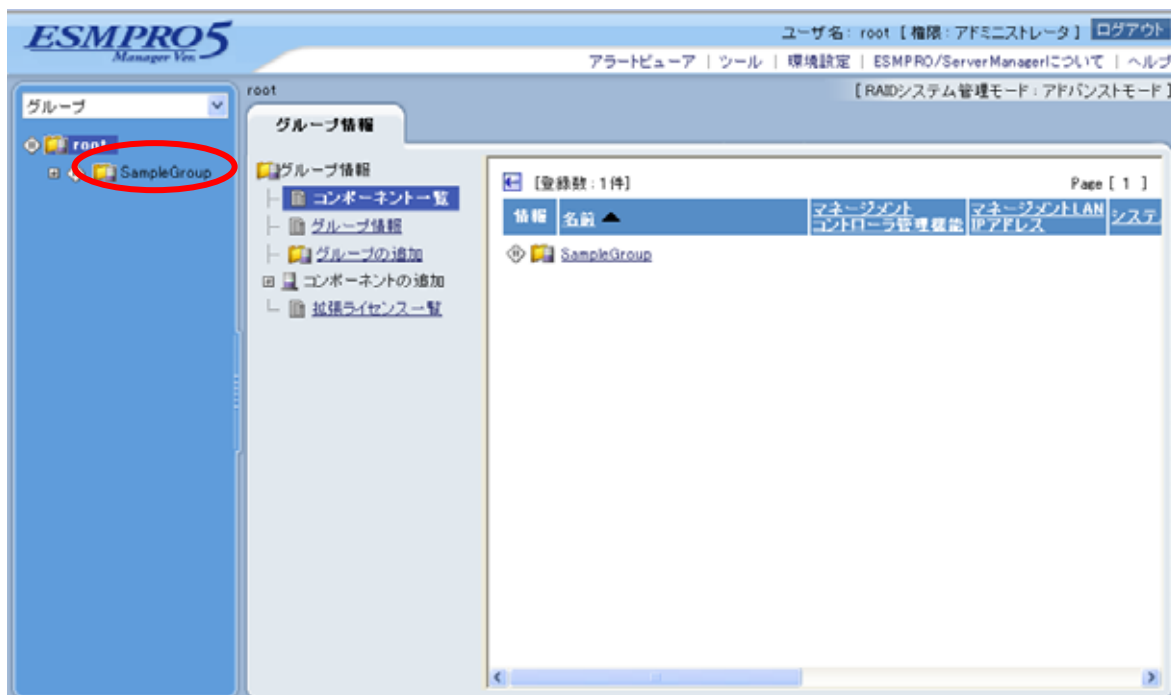 ESMPRO5
Manager Ver.
ユーザ名: root [ 権限: アドミニストレータ ] ログアウト
アラートビューア | ツール | 環境設定 | ESMPRO/ServerManagerについて | ヘルプ
グループ
root
SampleGroup
root
[ RAIDシステム管理モード : アドバンストモード ]
グループ情報
グループ情報
コンポーネント一覧
グループ情報
グループの追加
コンポーネントの追加
拡張ライセンス一覧
[登録数 : 1件]
Page [ 1 ]
情報 名前 ▲ マネージメント コントローラ管理機能 マネージメントLAN IPアドレス システ
SampleGroup